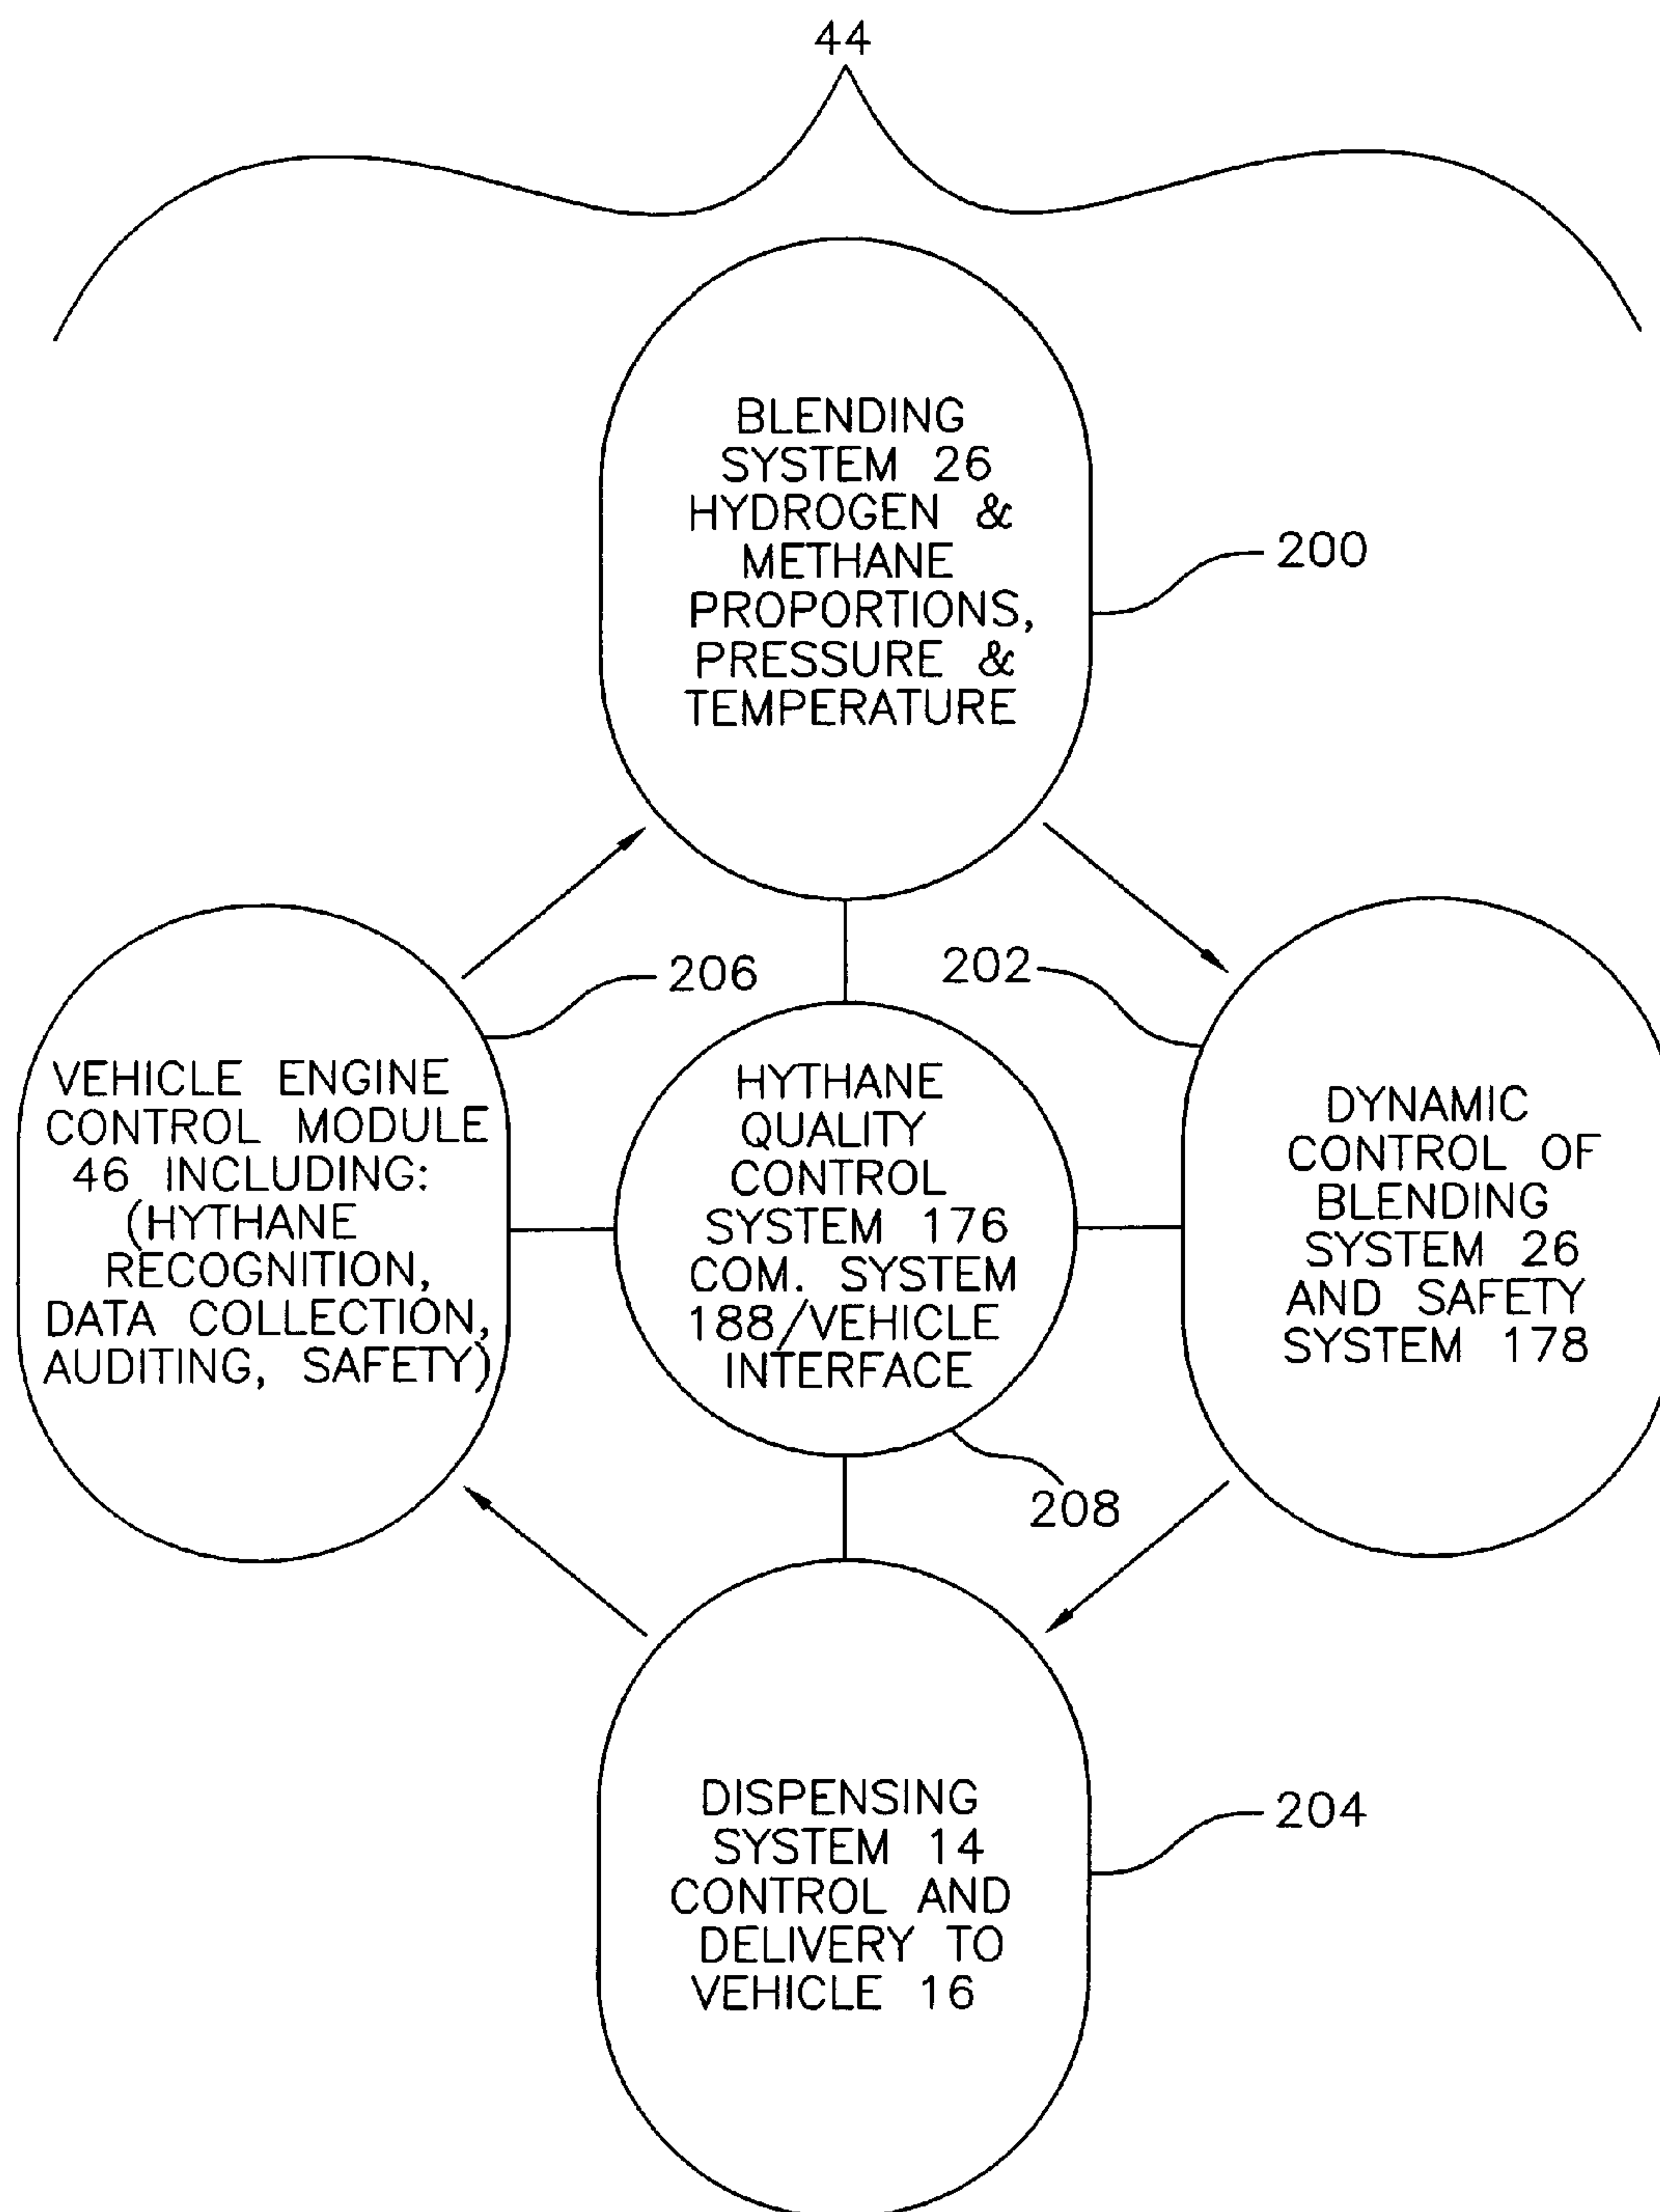 44
BLENDING
SYSTEM 26
HYDROGEN &
METHANE
PROPORTIONS,
PRESSURE &
TEMPERATURE
200
206
202
VEHICLE ENGINE
CONTROL MODULE
46 INCLUDING:
(HYTHANE
RECOGNITION,
DATA COLLECTION,
AUDITING, SAFETY)
HYTHANE
QUALITY
CONTROL
SYSTEM 176
COM. SYSTEM
188/VEHICLE
INTERFACE
DYNAMIC
CONTROL OF
BLENDING
SYSTEM 26
AND SAFETY
SYSTEM 178
208
DISPENSING
SYSTEM 14
CONTROL AND
DELIVERY TO
VEHICLE 16
204